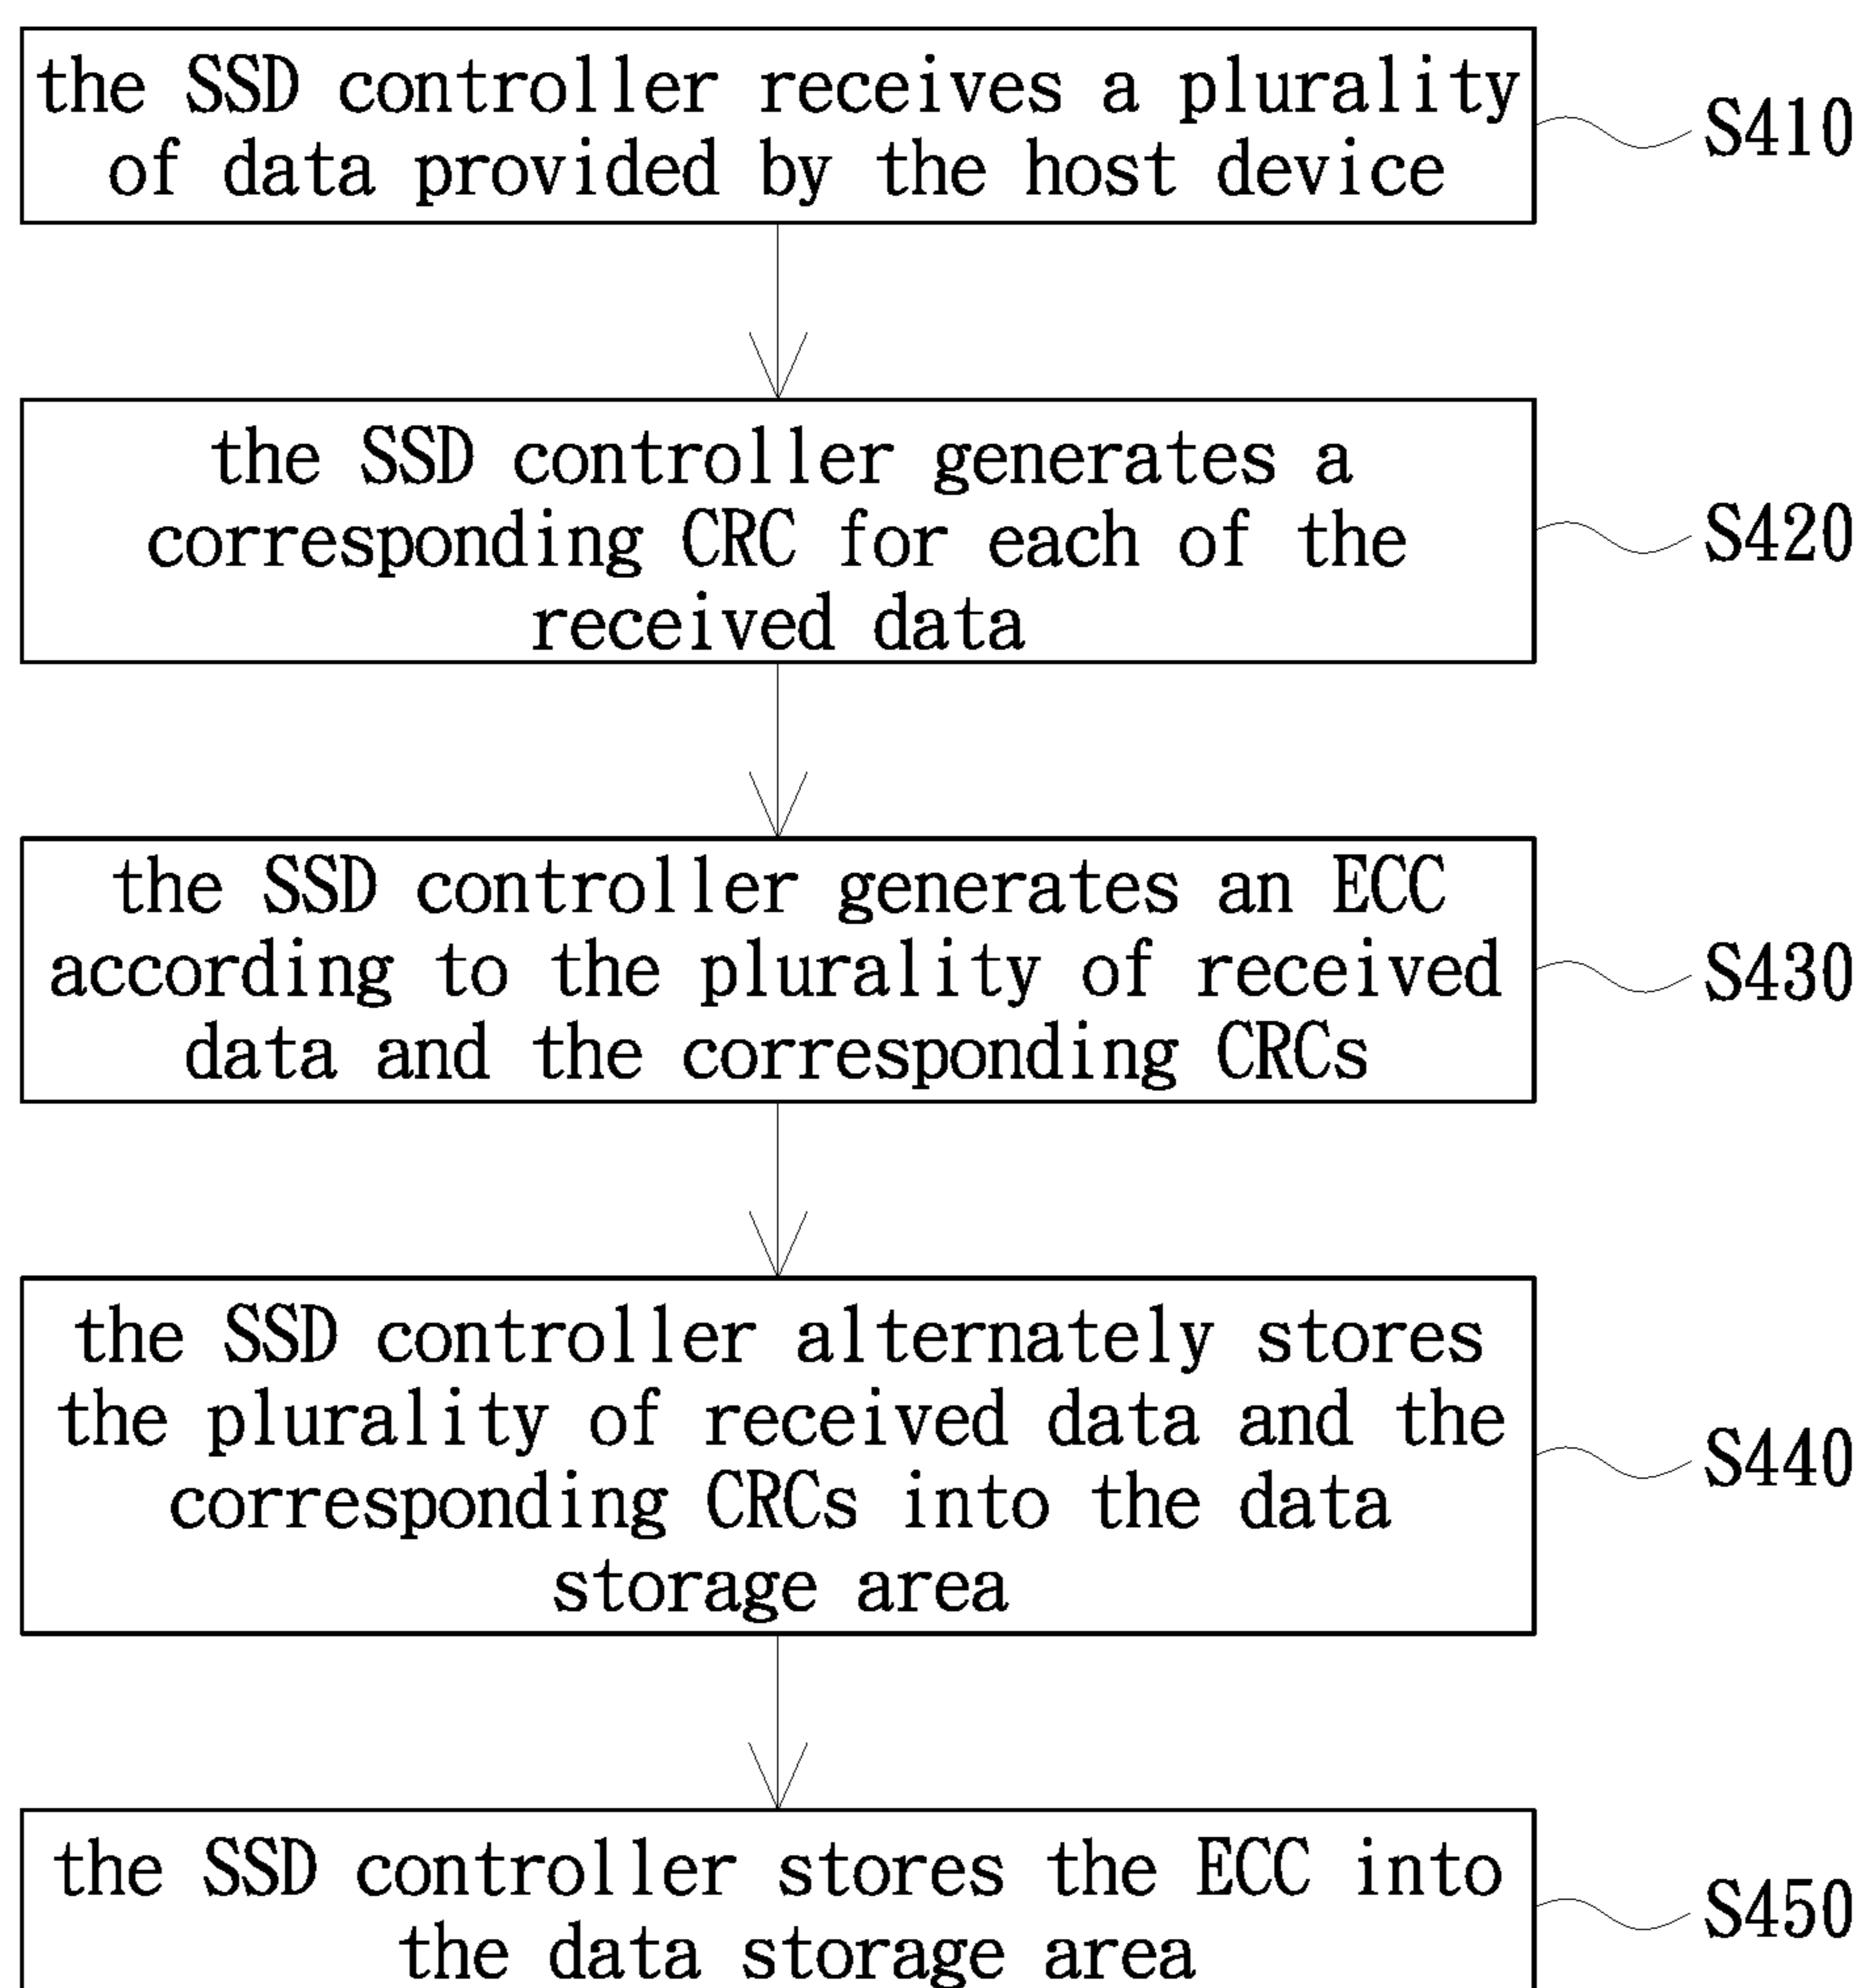 the SSD controller receives a plurality
of data provided by the host device
S410
the SSD controller generates a
corresponding CRC for each of the
received data
S420
the SSD controller generates an ECC
according to the plurality of received
data and the corresponding CRCs
S430
the SSD controller alternately stores
the plurality of received data and the
corresponding CRCs into the data
storage area
S440
the SSD controller stores the ECC into
the data storage area
S450